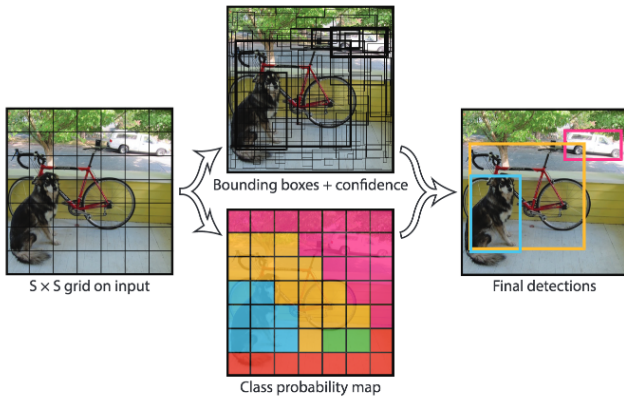 Bounding boxes + confidence
S × S grid on input
Final detections
Class probability map